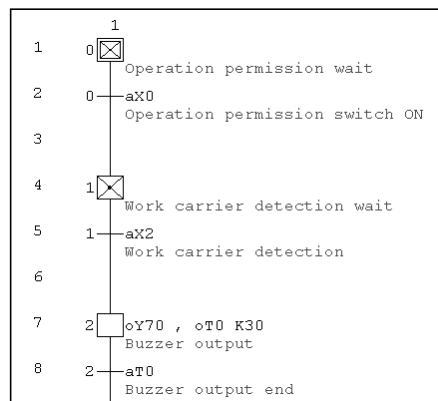 1
1 0
Operation permission wait
2 0 aX0
Operation permission switch ON
3
4 1
Work carrier detection wait
5 1 aX2
Work carrier detection
6
7 2 oY70 , oT0 K30
Buzzer output
8 2 aT0
Buzzer output end